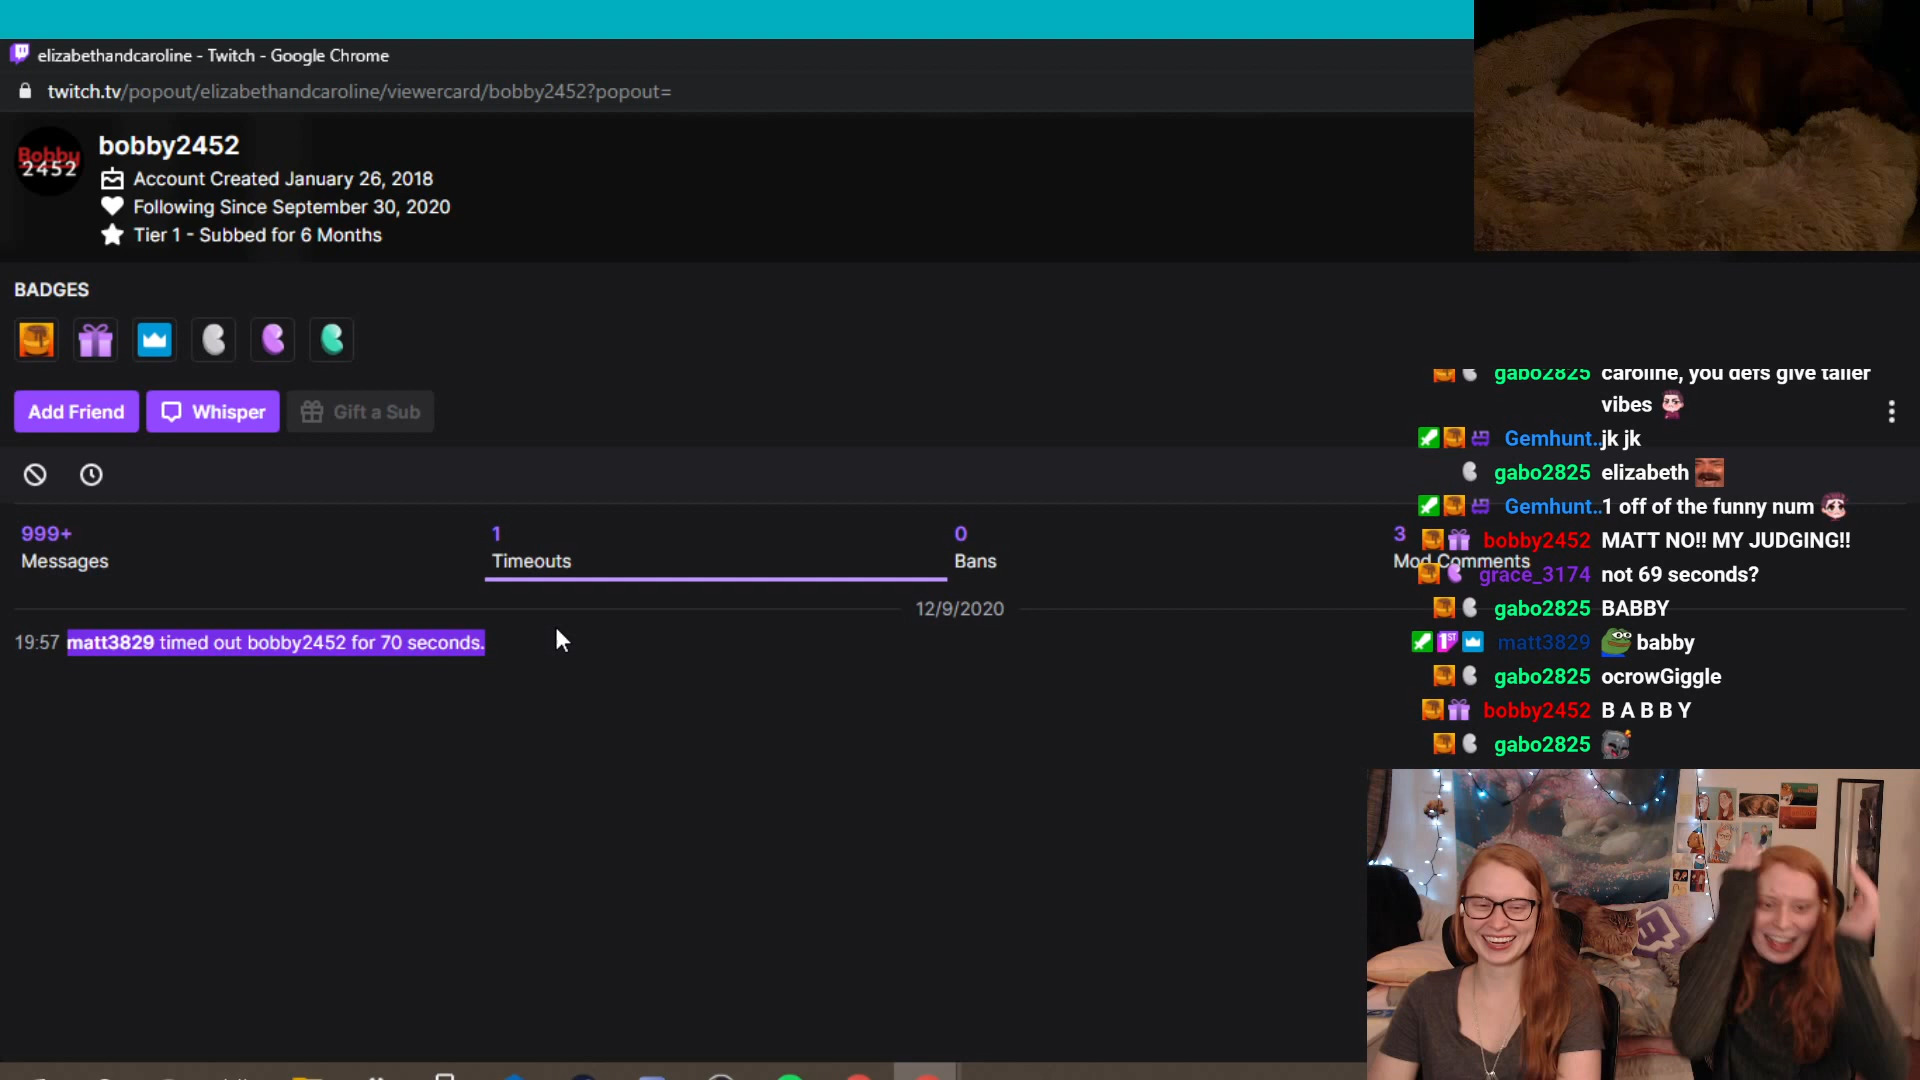 elizabethandcaroline - Twitch - Google Chrome
twitch.tv/popout/elizabethandcaroline/viewercard/bobby2452?popout=
Bobby
2452
bobby2452
Account Created January 26, 2018
Following Since September 30, 2020
Tier 1 - Subbed for 6 Months
BADGES
Add Friend
Whisper
Gift a Sub
999+
Messages
1
Timeouts
0
Bans
3
Mod Comments
12/9/2020
19:57 matt3829 timed out bobby2452 for 70 seconds.
gabo2825 caroline, you defs give taller
vibes
Gemhunt.. jk jk
gabo2825 elizabeth
Gemhunt.. 1 off of the funny num
bobby2452 MATT NO!! MY JUDGING!!
grace_3174 not 69 seconds?
gabo2825 BABBY
1ST matt3829 babby
gabo2825 ocrowGiggle
bobby2452 B A B B Y
gabo2825